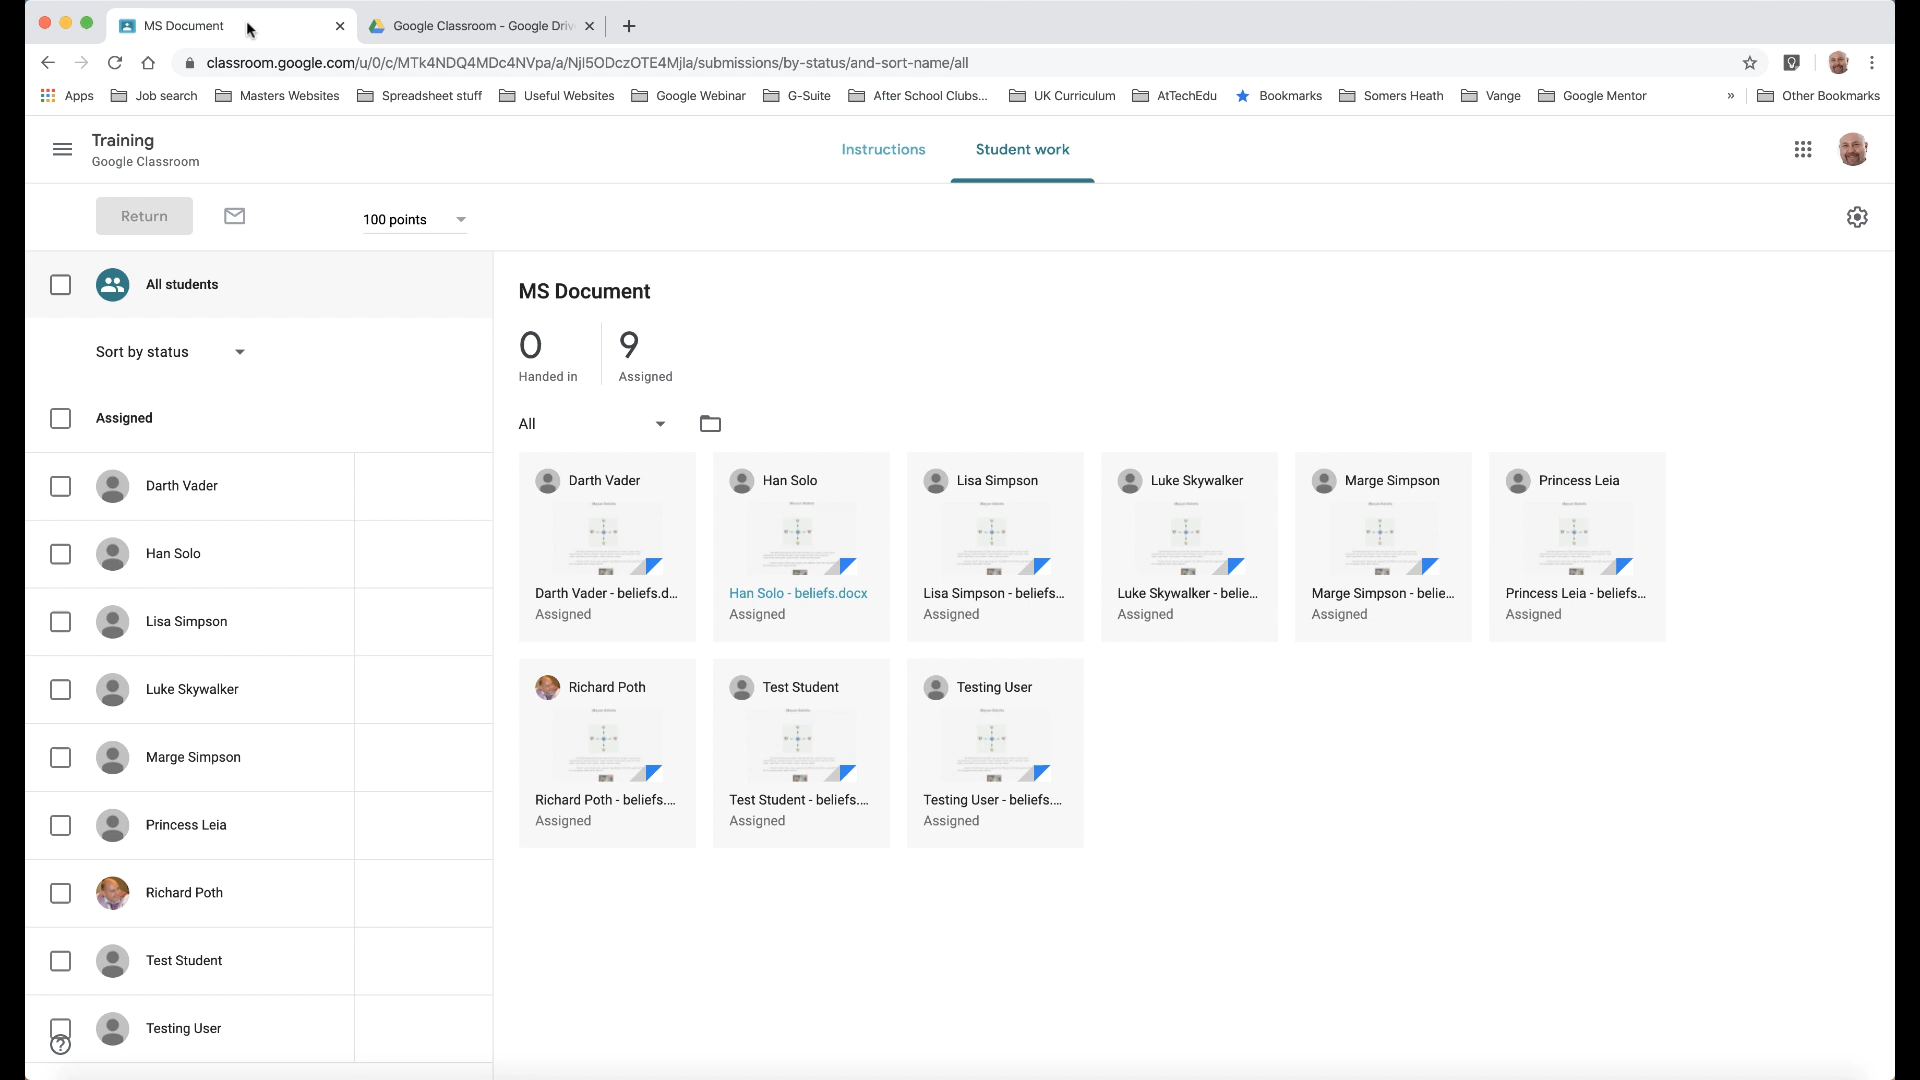 MS Document
Google Classroom - Google Driv
classroom.google.com/u/0/c/MTk4NDQ4MDc4NVpa/a/Njl5ODczOTE4Mjla/submissions/by-status/and-sort-name/all
Apps
Job search
Masters Websites
Spreadsheet stuff
Useful Websites
Google Webinar
G-Suite
After School Clubs...
UK Curriculum
AtTechEdu
Bookmarks
Somers Heath
Vange
Google Mentor
»
Other Bookmarks
Training
Google Classroom
Instructions
Student work
Return
100 points
All students
Sort by status
Assigned
Darth Vader
Han Solo
Lisa Simpson
Luke Skywalker
Marge Simpson
Princess Leia
Richard Poth
Test Student
Testing User
MS Document
0
Handed in
9
Assigned
All
Darth Vader
Darth Vader - beliefs.d...
Assigned
Han Solo
Han Solo - beliefs.docx
Assigned
Lisa Simpson
Lisa Simpson - beliefs...
Assigned
Luke Skywalker
Luke Skywalker - belie...
Assigned
Marge Simpson
Marge Simpson - belie...
Assigned
Princess Leia
Princess Leia - beliefs...
Assigned
Richard Poth
Richard Poth - beliefs....
Assigned
Test Student
Test Student - beliefs....
Assigned
Testing User
Testing User - beliefs....
Assigned